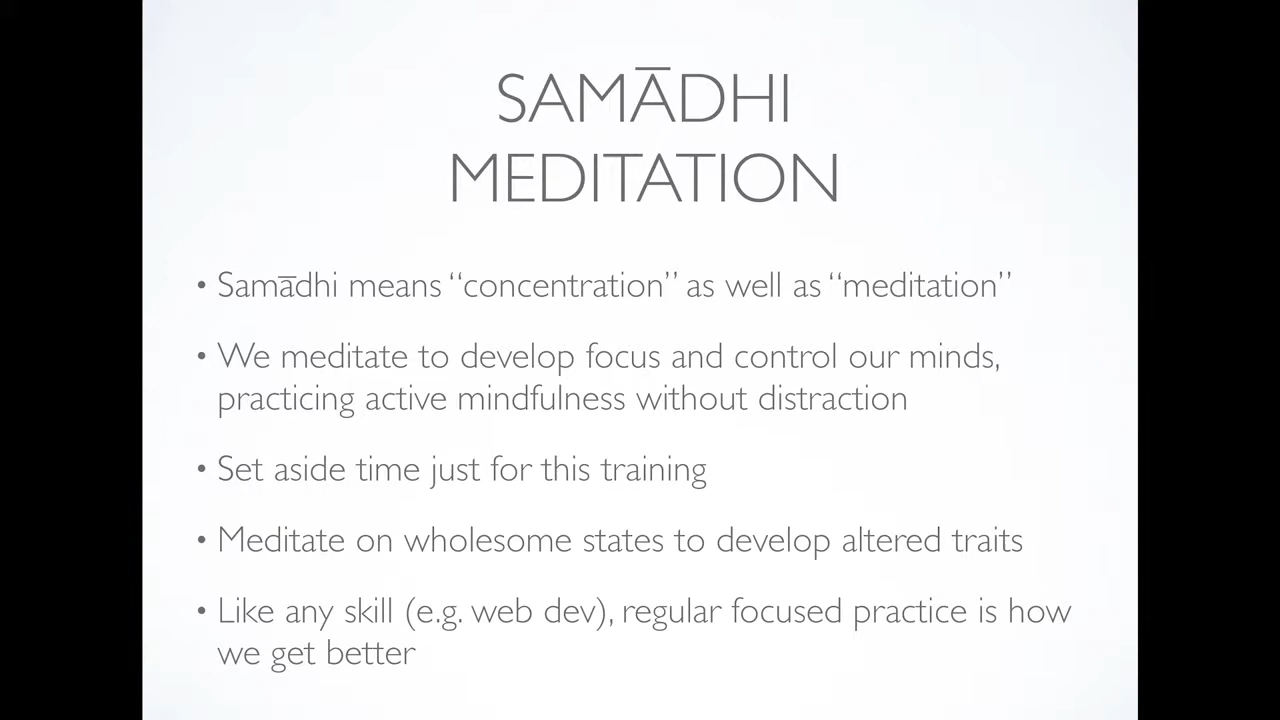 SAMĀDHI
MEDITATION
• Samādhi means “concentration” as well as “meditation”
• We meditate to develop focus and control our minds,
practicing active mindfulness without distraction
• Set aside time just for this training
• Meditate on wholesome states to develop altered traits
• Like any skill (e.g. web dev), regular focused practice is how
we get better